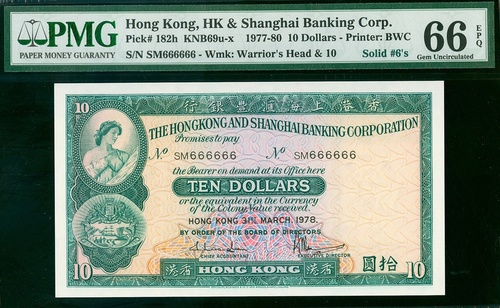 PMG
PAPER MONEY GUARANTY
Hong Kong, HK & Shanghai Banking Corp.
Pick# 182h KNB69u-x 1977-80 10 Dollars - Printer: BWC
S/N SM666666 - Wmk: Warrior's Head & 10
Solid #6's
66 EPQ
Gem Uncirculated
10 行銀豐滙海上港香 10
THE HONGKONG AND SHANGHAI BANKING CORPORATION
Promises to pay
No SM666666 No SM666666
the Bearer on demand at its Office here
TEN DOLLARS
or the equivalent in the Currency
of the Colony, Value received.
HONG KONG 31ST MARCH, 1978.
BY ORDER OF THE BOARD OF DIRECTORS
CHIEF ACCOUNTANT EXECUTIVE DIRECTOR
10 港香 HONG KONG 港香 圓拾 10